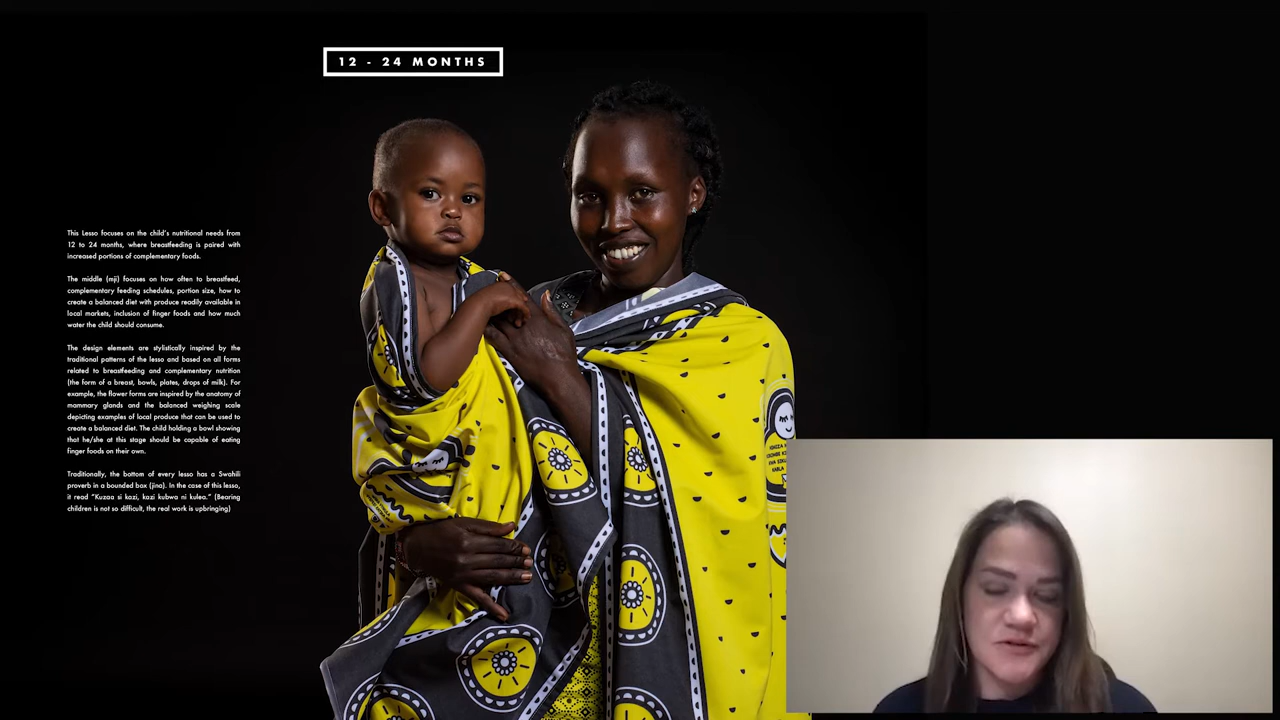 12 - 24 MONTHS
This Lesso focuses on the child's nutritional needs from
12 to 24 months, where breastfeeding is paired with
increased portions of complementary foods.
The middle (mji) focuses on how often to breastfeed,
complementary feeding schedules, portion size, how to
create a balanced diet with produce readily available in
local markets, inclusion of finger foods and how much
water the child should consume.
The design elements are stylistically inspired by the
traditional patterns of the lesso and based on all forms
related to breastfeeding and complementary nutrition
(the form of a breast, bowls, plates, drops of milk). For
example, the flower forms are inspired by the anatomy of
mammary glands and the balanced weighing scale
depicting examples of local produce that can be used to
create a balanced diet. The child holding a bowl showing
that he/she at this stage should be capable of eating
finger foods on their own.
Traditionally, the bottom of every lesso has a Swahili
proverb in a bounded box (jina). In the case of this lesso,
it read "Kuzaa si kazi, kazi kubwa ni kulea." (Bearing
children is not so difficult, the real work is upbringing)